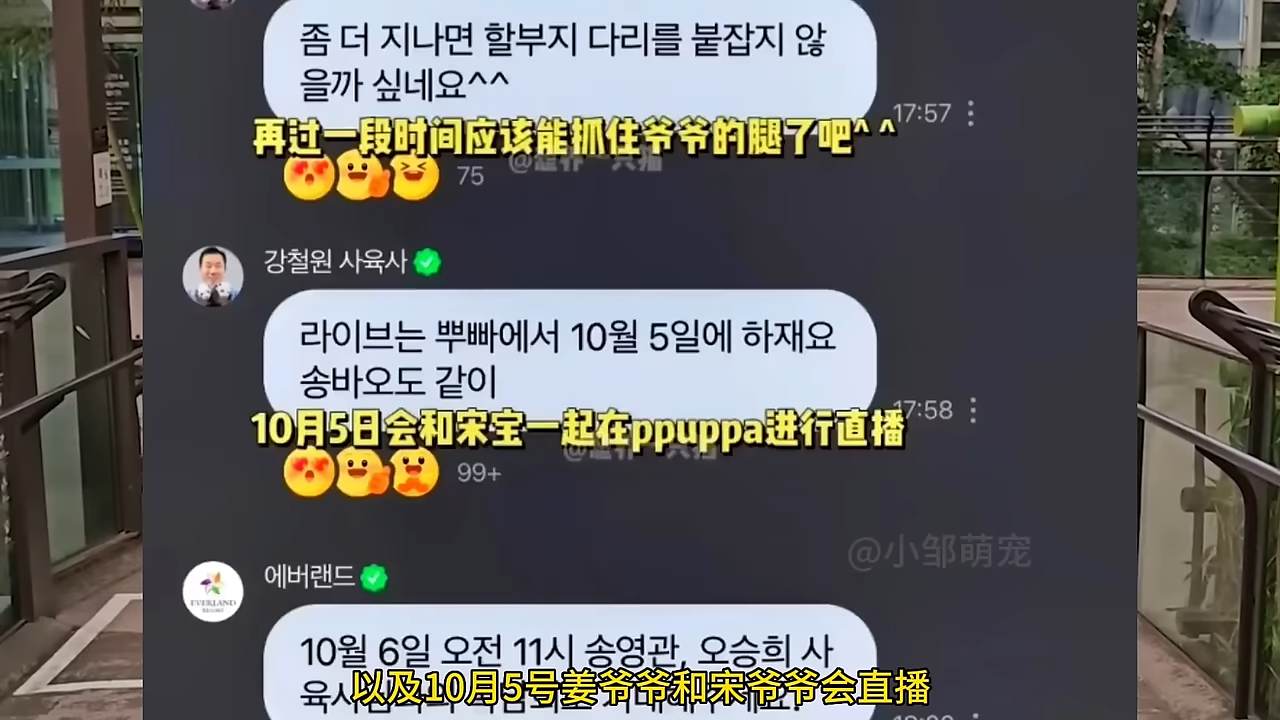 좀 더 지나면 할부지 다리를 붙잡지 않
을까 싶네요^^
17:57
再过一段时间应该能抓住爷爷的腿了吧^ ^
75
강철원 사육사
라이브는 뿌빠에서 10월 5일에 하재요
송바오도 같이
17:58
10月5日会和宋宝一起在ppuppa进行直播
99+
@小邹萌宠
에버랜드
EVERLAND
10월 6일 오전 11시 송영관, 오승희 사
以及10月5号姜爷爷和宋爷爷会直播